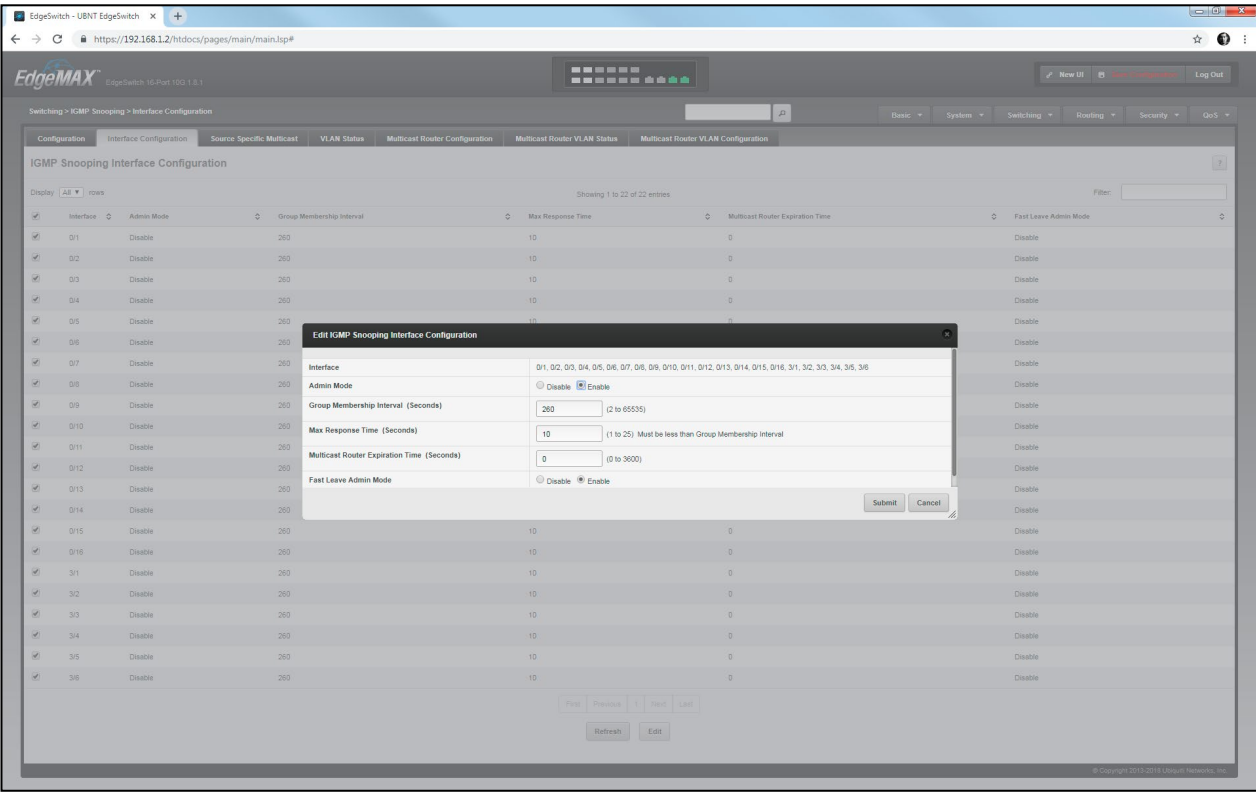 EdgeSwitch - UBNT EdgeSwitch
https://192.168.1.2/htdocs/pages/main/main.lsp#
EdgeMAX™ EdgeSwitch 16-Port 10G 1.8.1
New UI Log Out
Switching > IGMP Snooping > Interface Configuration
Basic System Switching Routing Security QoS
Configuration Interface Configuration Source Specific Multicast VLAN Status Multicast Router Configuration Multicast Router VLAN Status Multicast Router VLAN Configuration
IGMP Snooping Interface Configuration ?
Display All rows Showing 1 to 22 of 22 entries Filter:
Interface Admin Mode Group Membership Interval Max Response Time Multicast Router Expiration Time Fast Leave Admin Mode
0/1 Disable 260 10 0 Disable
0/2 Disable 260 10 0 Disable
0/3 Disable 260 10 0 Disable
0/4 Disable 260 10 0 Disable
0/5 Disable 260 10 0 Disable
0/6 Disable 260 Disable
0/7 Disable 260 Disable
0/8 Disable 260 Disable
0/9 Disable 260 Disable
0/10 Disable 260 Disable
0/11 Disable 260 Disable
0/12 Disable 260 Disable
0/13 Disable 260 Disable
0/14 Disable 260 Disable
0/15 Disable 260 10 0 Disable
0/16 Disable 260 10 0 Disable
3/1 Disable 260 10 0 Disable
3/2 Disable 260 10 0 Disable
3/3 Disable 260 10 0 Disable
3/4 Disable 260 10 0 Disable
3/5 Disable 260 10 0 Disable
3/6 Disable 260 10 0 Disable
Edit IGMP Snooping Interface Configuration
Interface 0/1, 0/2, 0/3, 0/4, 0/5, 0/6, 0/7, 0/8, 0/9, 0/10, 0/11, 0/12, 0/13, 0/14, 0/15, 0/16, 3/1, 3/2, 3/3, 3/4, 3/5, 3/6
Admin Mode Disable Enable
Group Membership Interval (Seconds) 260 (2 to 65535)
Max Response Time (Seconds) 10 (1 to 25) Must be less than Group Membership Interval
Multicast Router Expiration Time (Seconds) 0 (0 to 3600)
Fast Leave Admin Mode Disable Enable
Submit Cancel
First Previous 1 Next Last
Refresh Edit
© Copyright 2013-2018 Ubiquiti Networks, Inc.